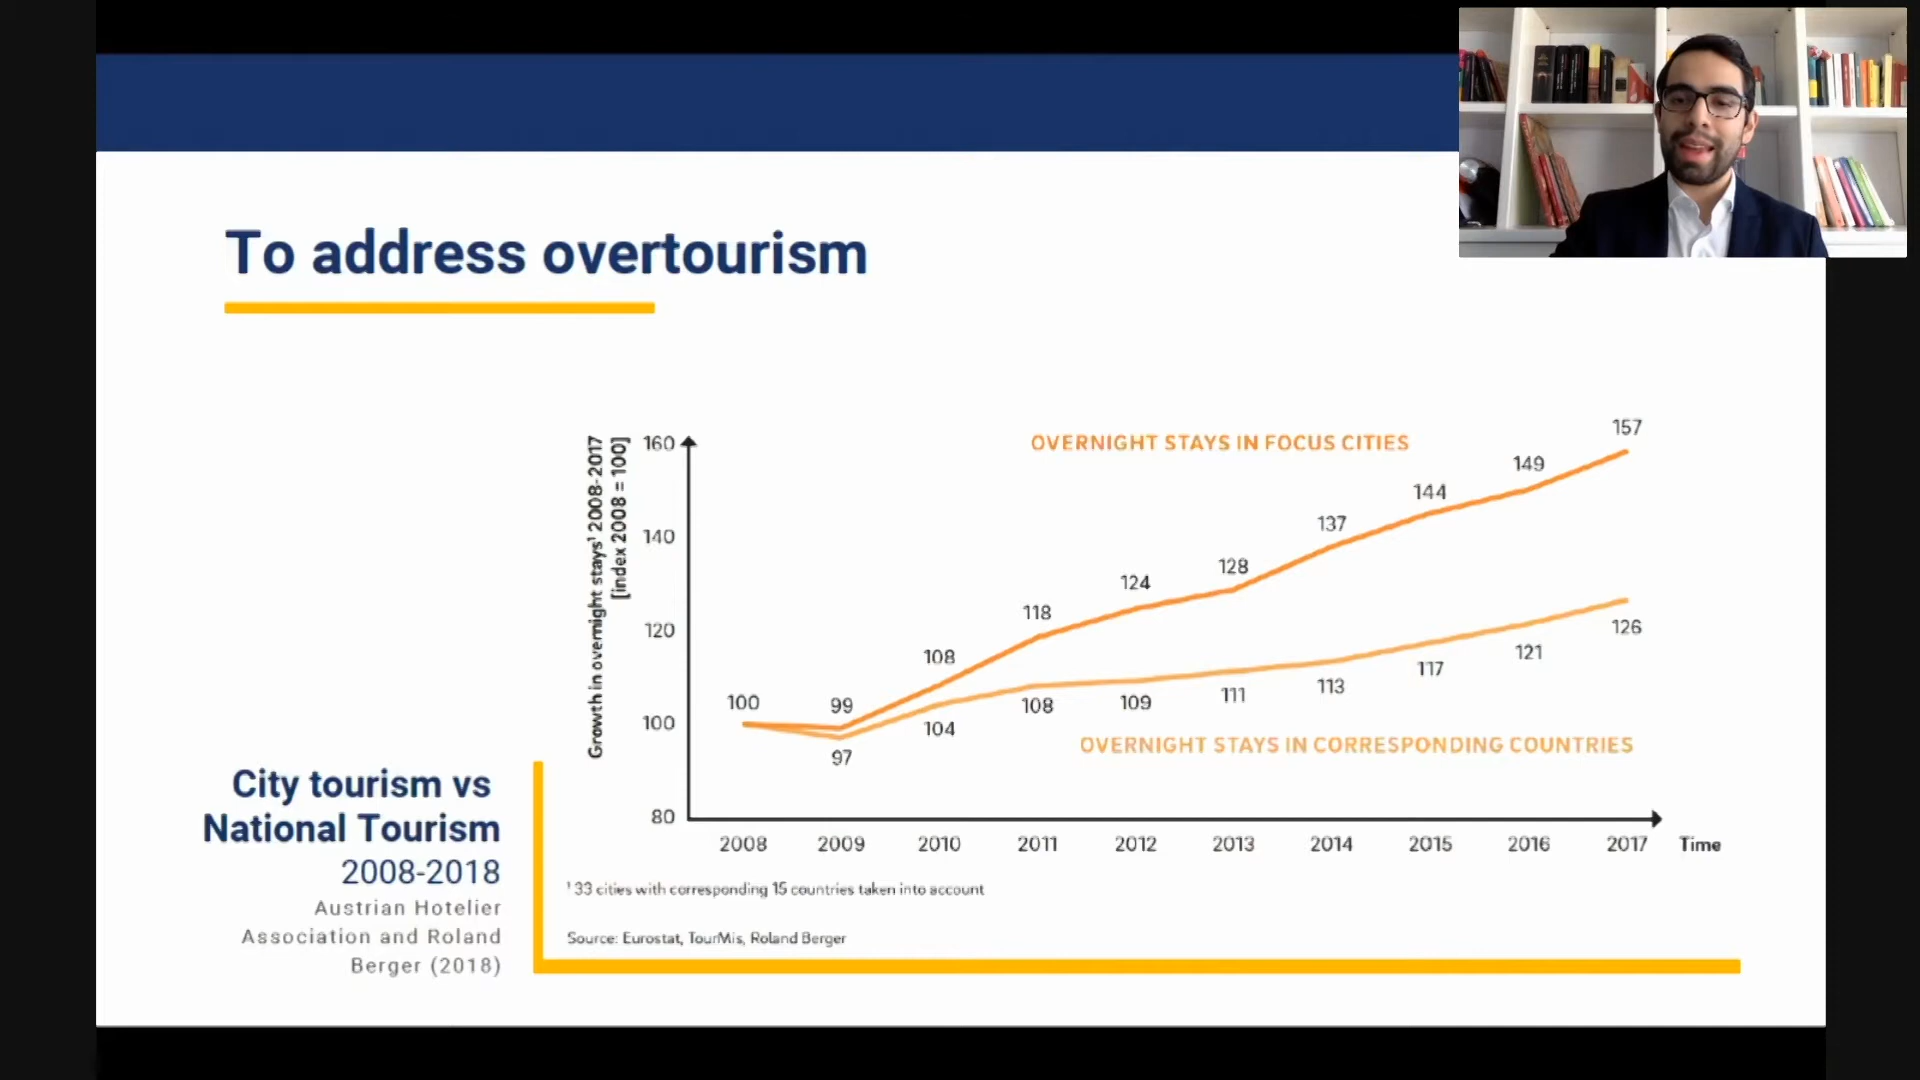 To address overtourism
Growth in overnight stays¹ 2008-2017
[index 2008 = 100]
160
140
120
100
80
OVERNIGHT STAYS IN FOCUS CITIES
100
99
108
118
124
128
137
144
149
157
97
104
108
109
111
113
117
121
126
OVERNIGHT STAYS IN CORRESPONDING COUNTRIES
2008 2009 2010 2011 2012 2013 2014 2015 2016 2017 Time
¹ 33 cities with corresponding 15 countries taken into account
Source: Eurostat, TourMis, Roland Berger
City tourism vs
National Tourism
2008-2018
Austrian Hotelier
Association and Roland
Berger (2018)